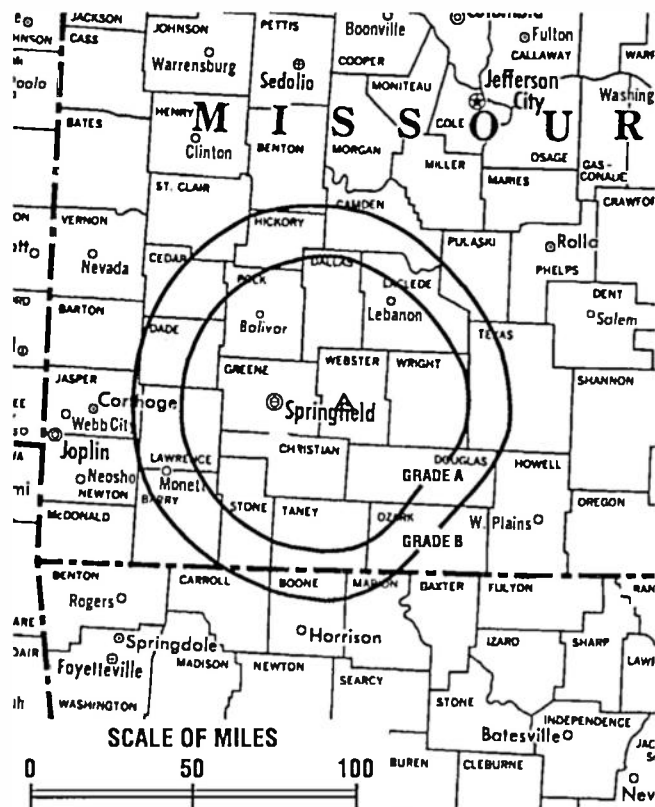 JACKSON
PETTIS
Columbia
JOHNSON
CASS
JOHNSON
Boonville
Fulton
Warrensburg
Sedalia
COOPER
CALLAWAY
MONITEAU
Jefferson
City
Washing
HENRY
MISSOUR
BATES
COLE
Clinton
BENTON
MORGAN
OSAGE
GAS-
CONADE
MILLER
MARIES
ST. CLAIR
CRAWFOR
CAMDEN
VERNON
HICKORY
PULASKI
Rolla
Nevada
CEDAR
DALLAS
PHELPS
POLK
LACLEDE
DENT
BARTON
Bolivar
Lebanon
Salem
DADE
TEXAS
WEBSTER
WRIGHT
GREENE
JASPER
SHANNON
Carthage
Springfield
A
Webb City
Joplin
CHRISTIAN
LAWRENCE
DOUGLAS
HOWELL
Neosho
Monett
GRADE A
NEWTON
BARRY
STONE
TANEY
OREGON
McDONALD
OZARK
W. Plains
GRADE B
BENTON
CARROLL
BOONE
MARION
BAXTER
FULTON
RAN
Rogers
Harrison
Springdale
IZARD
SHARP
Fayetteville
MADISON
NEWTON
LAWR
SEARCY
WASHINGTON
STONE
INDEPENDENCE
SCALE OF MILES
Batesville
BUREN
CLEBURNE
0 50 100